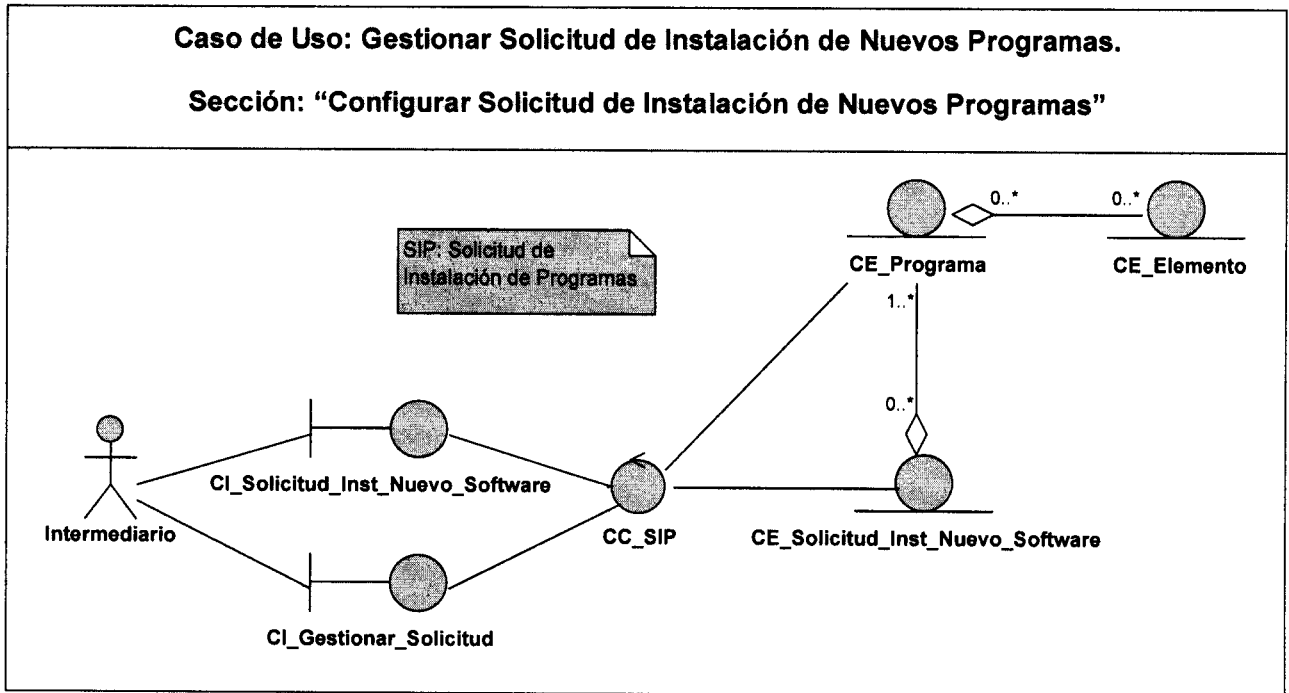 Caso de Uso: Gestionar Solicitud de Instalación de Nuevos Programas.
Sección: “Configurar Solicitud de Instalación de Nuevos Programas”
SIP: Solicitud de
Instalación de Programas
0..*
0..*
CE_Programa
CE_Elemento
1..*
0..*
CI_Solicitud_Inst_Nuevo_Software
Intermediario
CC_SIP
CE_Solicitud_Inst_Nuevo_Software
CI_Gestionar_Solicitud